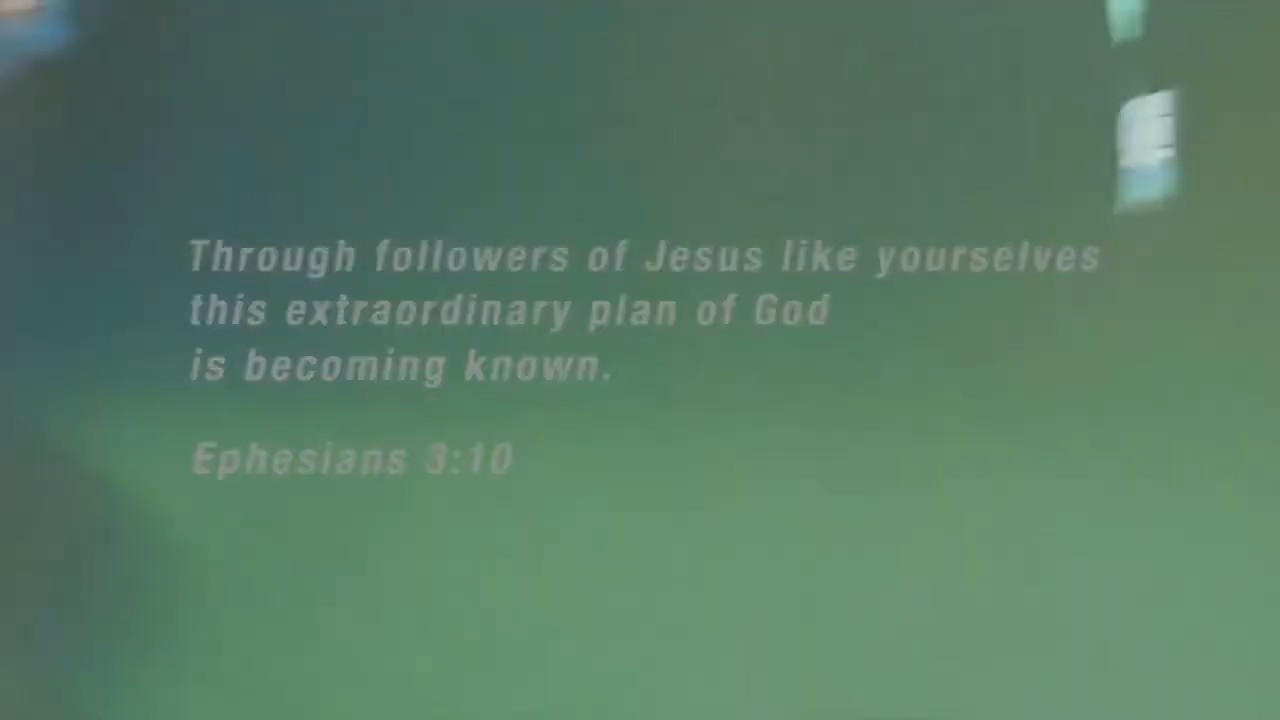 Through followers of Jesus like yourselves
this extraordinary plan of God
is becoming known.
Ephesians 3:10